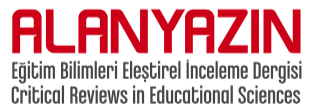 ALANYAZIN
Eğitim Bilimleri Eleştirel İnceleme Dergisi
Critical Reviews in Educational Sciences